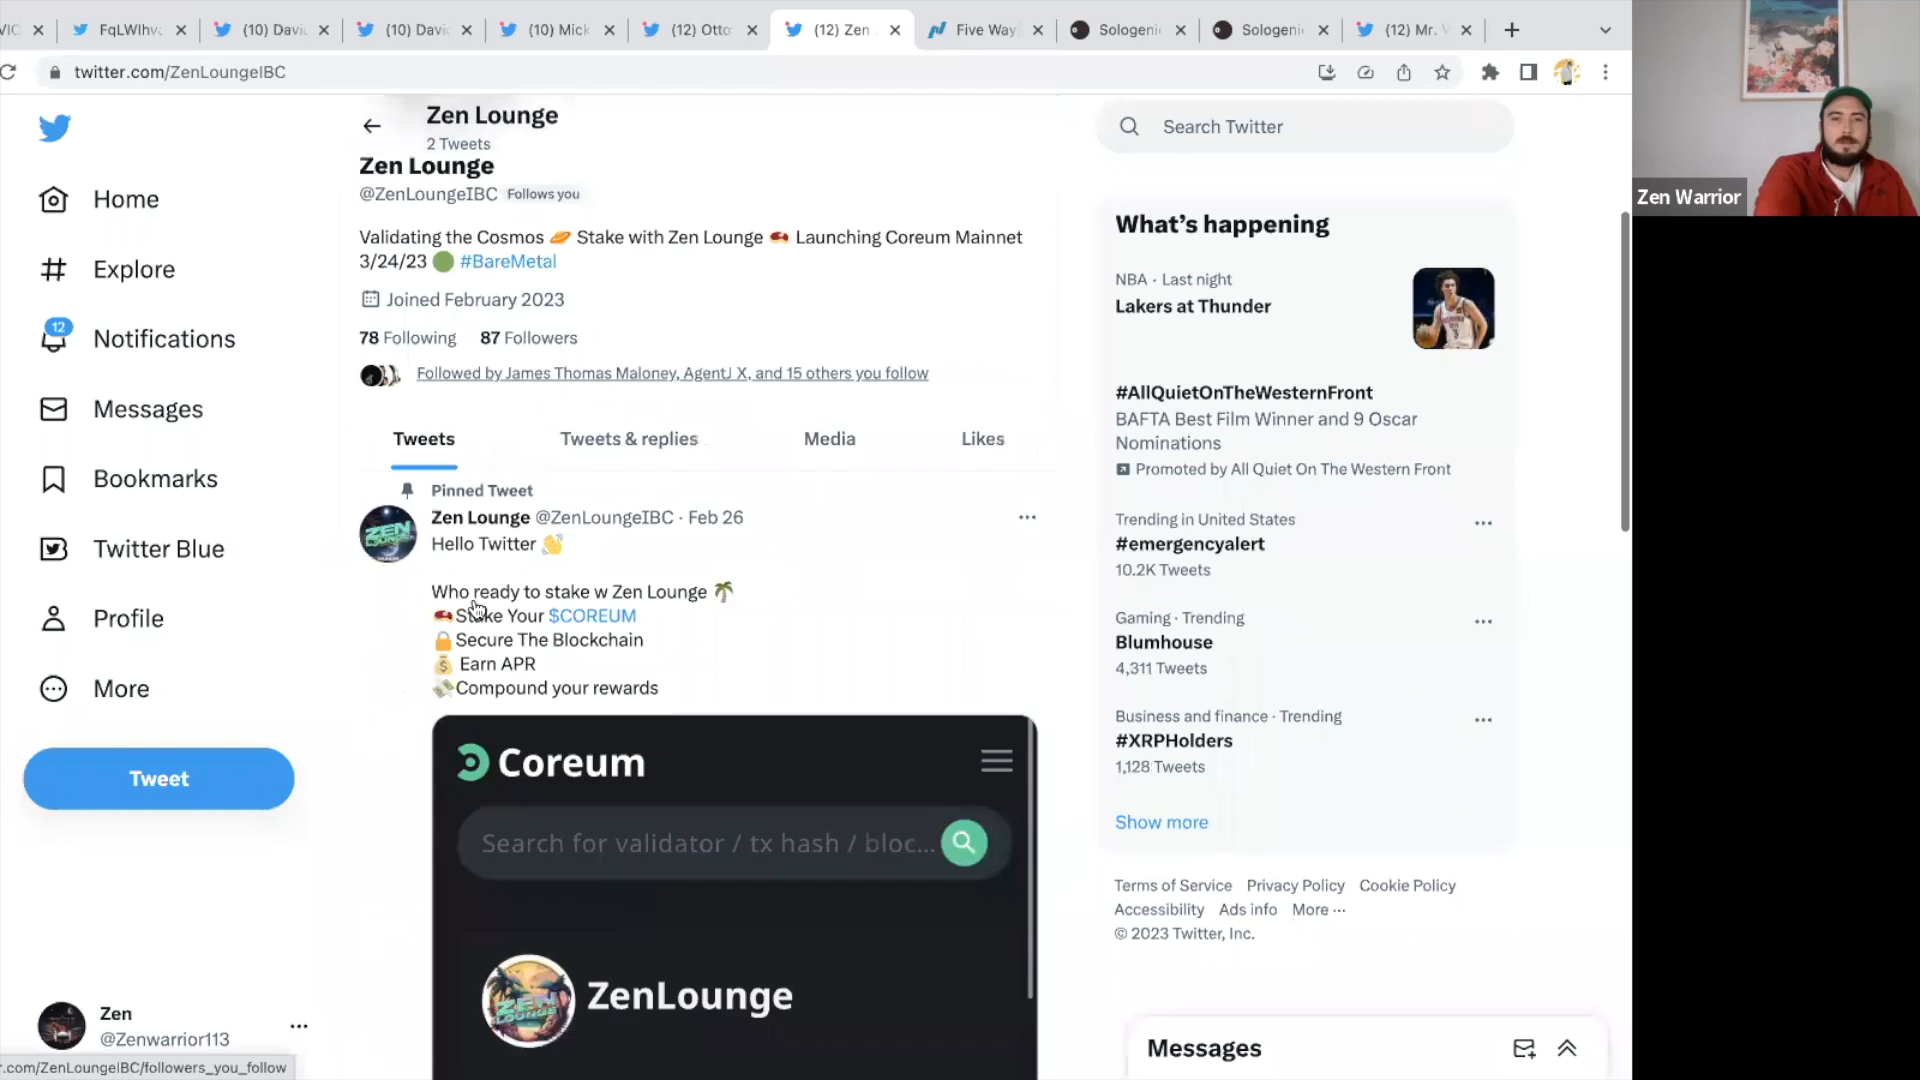 FqLWIhv
(10) Davi
(10) Davi
(10) Mick
(12) Otto
(12) Zen
Five Way
Sologeni
Sologeni
(12) Mr.
twitter.com/ZenLoungeIBC
Zen Warrior
Home
Explore
12
Notifications
Messages
Bookmarks
Twitter Blue
Profile
More
Tweet
Zen
@Zenwarrior113
r.com/ZenLoungeIBC/followers_you_follow
Zen Lounge
2 Tweets
Zen Lounge
@ZenLoungeIBC Follows you
Validating the Cosmos 🪐 Stake with Zen Lounge 🥩 Launching Coreum Mainnet
3/24/23 🟢 #BareMetal
Joined February 2023
78 Following 87 Followers
Followed by James Thomas Maloney, AgentJ X, and 15 others you follow
Tweets
Tweets & replies
Media
Likes
Pinned Tweet
Zen Lounge @ZenLoungeIBC · Feb 26
Hello Twitter 👋
Who ready to stake w Zen Lounge 🌴
🥩Stake Your $COREUM
🔒Secure The Blockchain
💰 Earn APR
💸Compound your rewards
Coreum
Search for validator / tx hash / bloc...
ZEN LOUNGE
ZenLounge
Search Twitter
What's happening
NBA · Last night
Lakers at Thunder
#AllQuietOnTheWesternFront
BAFTA Best Film Winner and 9 Oscar
Nominations
Promoted by All Quiet On The Western Front
Trending in United States
#emergencyalert
10.2K Tweets
Gaming · Trending
Blumhouse
4,311 Tweets
Business and finance · Trending
#XRPHolders
1,128 Tweets
Show more
Terms of Service Privacy Policy Cookie Policy
Accessibility Ads info More ···
© 2023 Twitter, Inc.
Messages